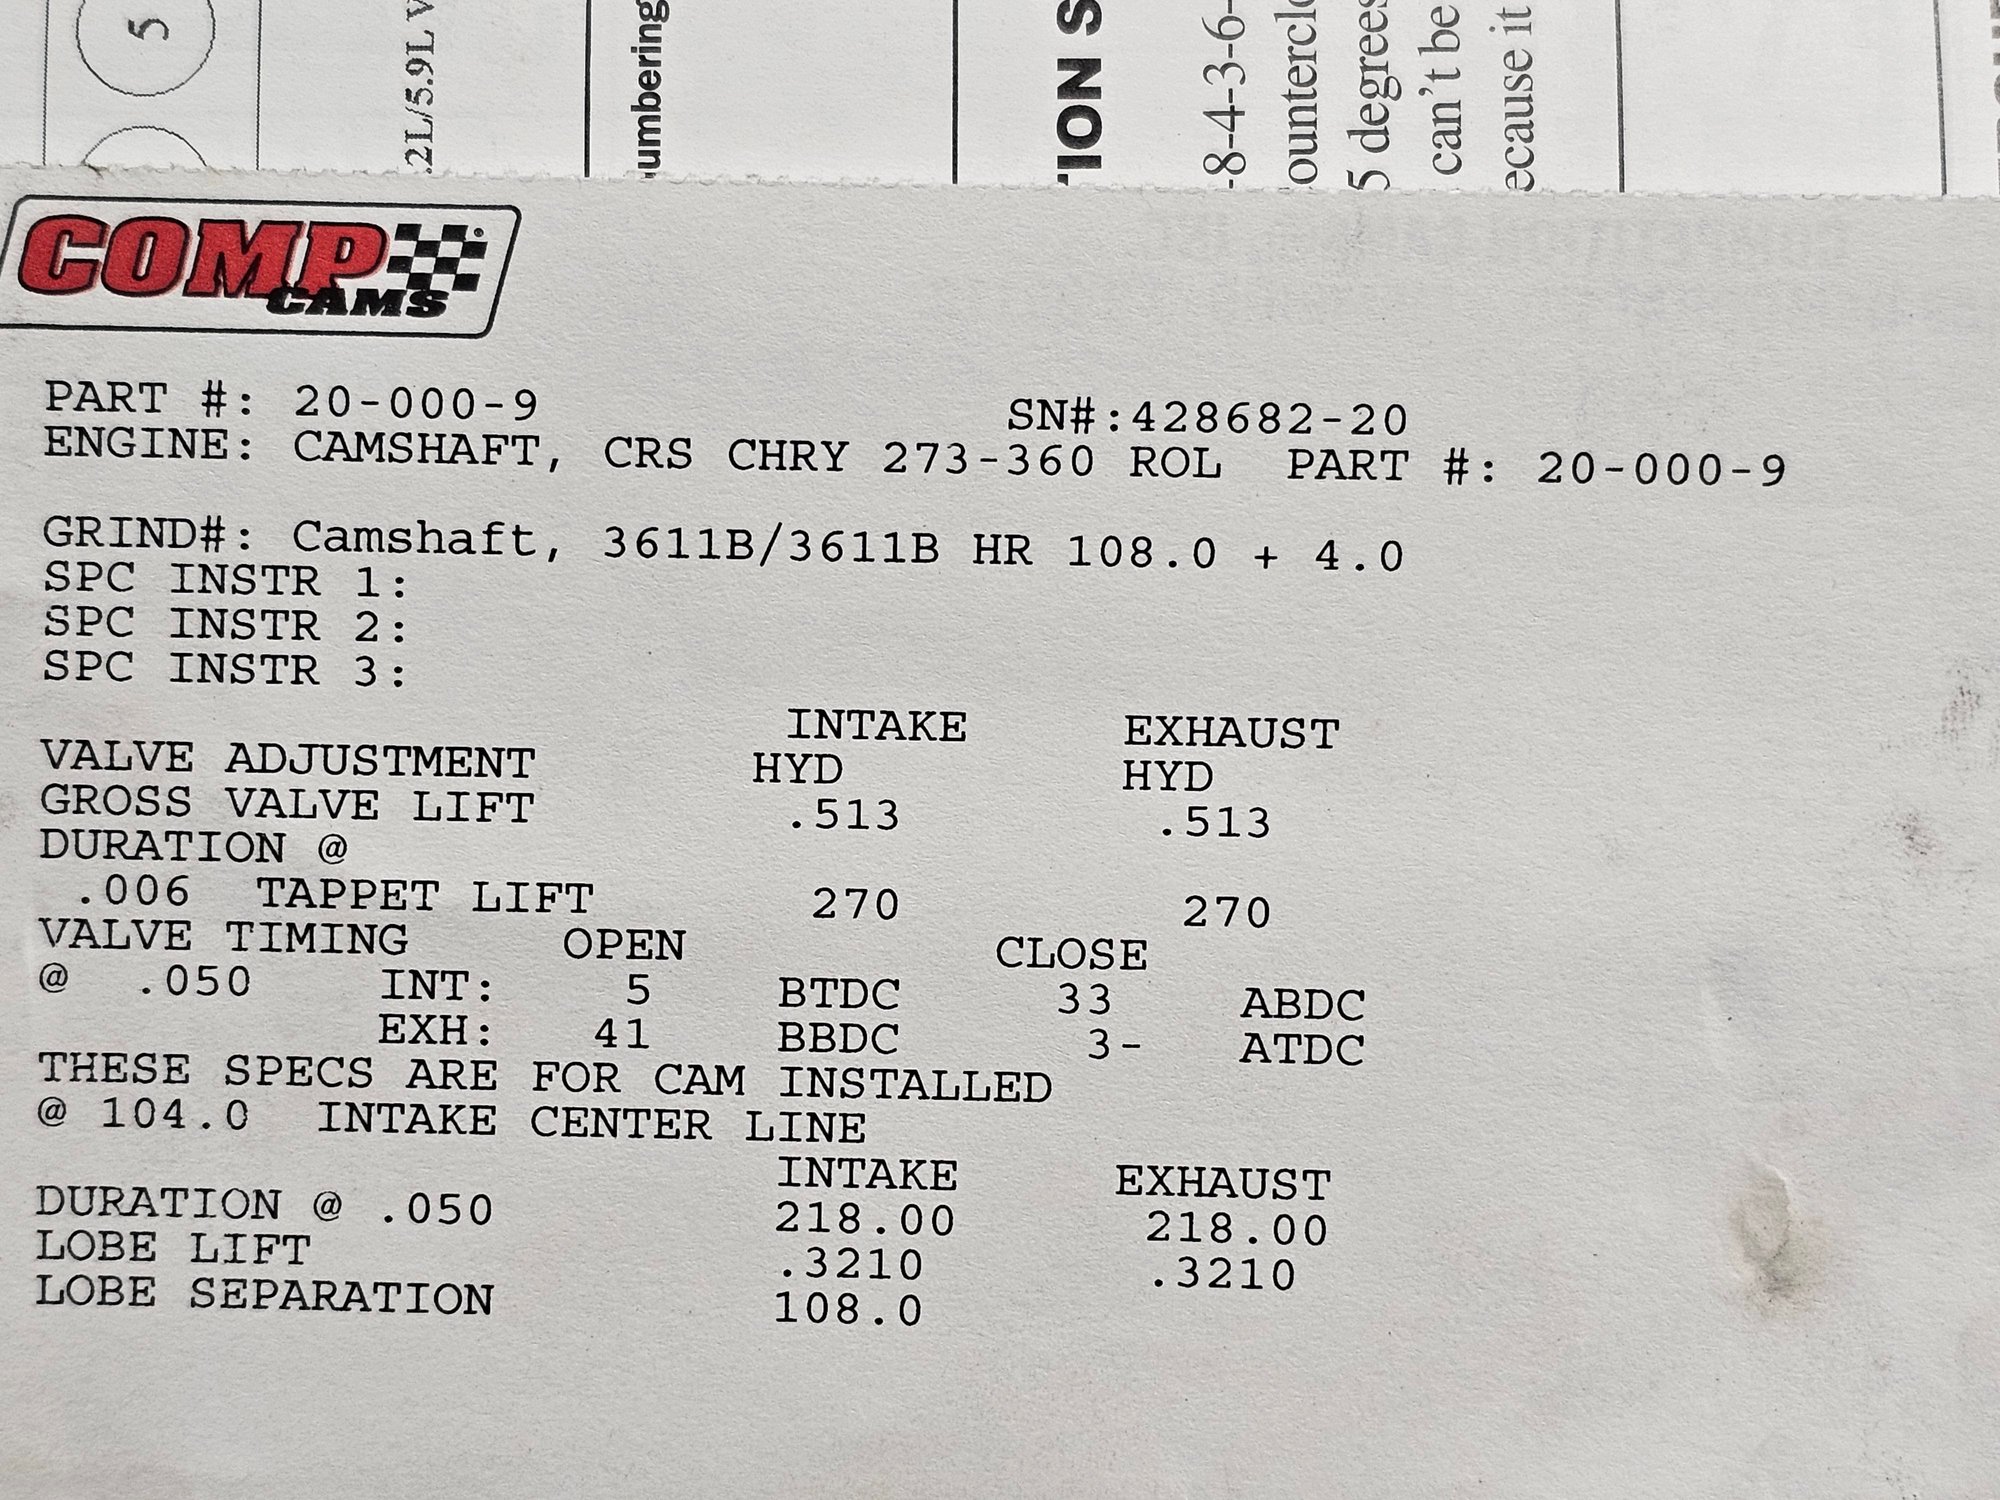 5
.2L/5.9L V
umbering
TION S
-8-4-3-6-
ountercl
5 degrees
can't be
ecause it
COMP
CAMS
PART #: 20-000-9 SN#:428682-20
ENGINE: CAMSHAFT, CRS CHRY 273-360 ROL PART #: 20-000-9
GRIND#: Camshaft, 3611B/3611B HR 108.0 + 4.0
SPC INSTR 1:
SPC INSTR 2:
SPC INSTR 3:
INTAKE EXHAUST
VALVE ADJUSTMENT HYD HYD
GROSS VALVE LIFT .513 .513
DURATION @
.006 TAPPET LIFT 270 270
VALVE TIMING OPEN CLOSE
@ .050 INT: 5 BTDC 33 ABDC
EXH: 41 BBDC 3- ATDC
THESE SPECS ARE FOR CAM INSTALLED
@ 104.0 INTAKE CENTER LINE
INTAKE EXHAUST
DURATION @ .050 218.00 218.00
LOBE LIFT .3210 .3210
LOBE SEPARATION 108.0